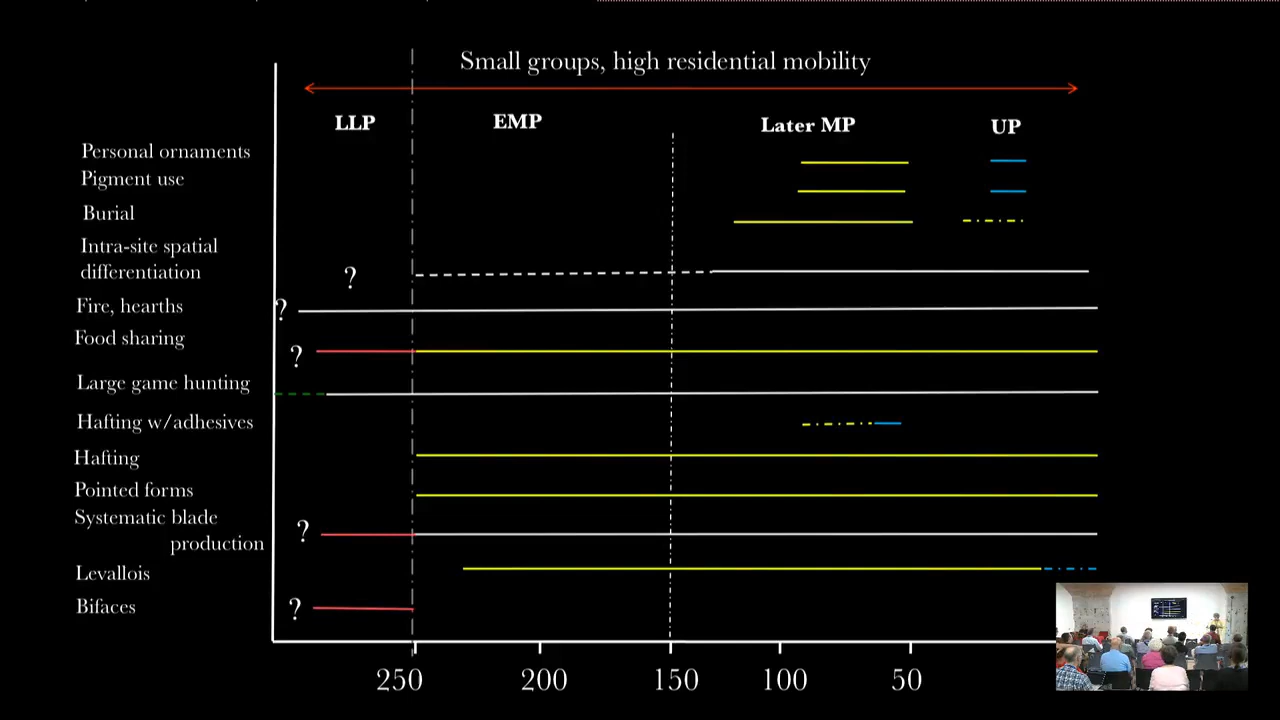 Small groups, high residential mobility
LLP
EMP
Later MP
UP
Personal ornaments
Pigment use
Burial
Intra-site spatial
differentiation
?
Fire, hearths
?
Food sharing
?
Large game hunting
Hafting w/adhesives
Hafting
Pointed forms
Systematic blade
production
?
Levallois
Bifaces
?
250
200
150
100
50